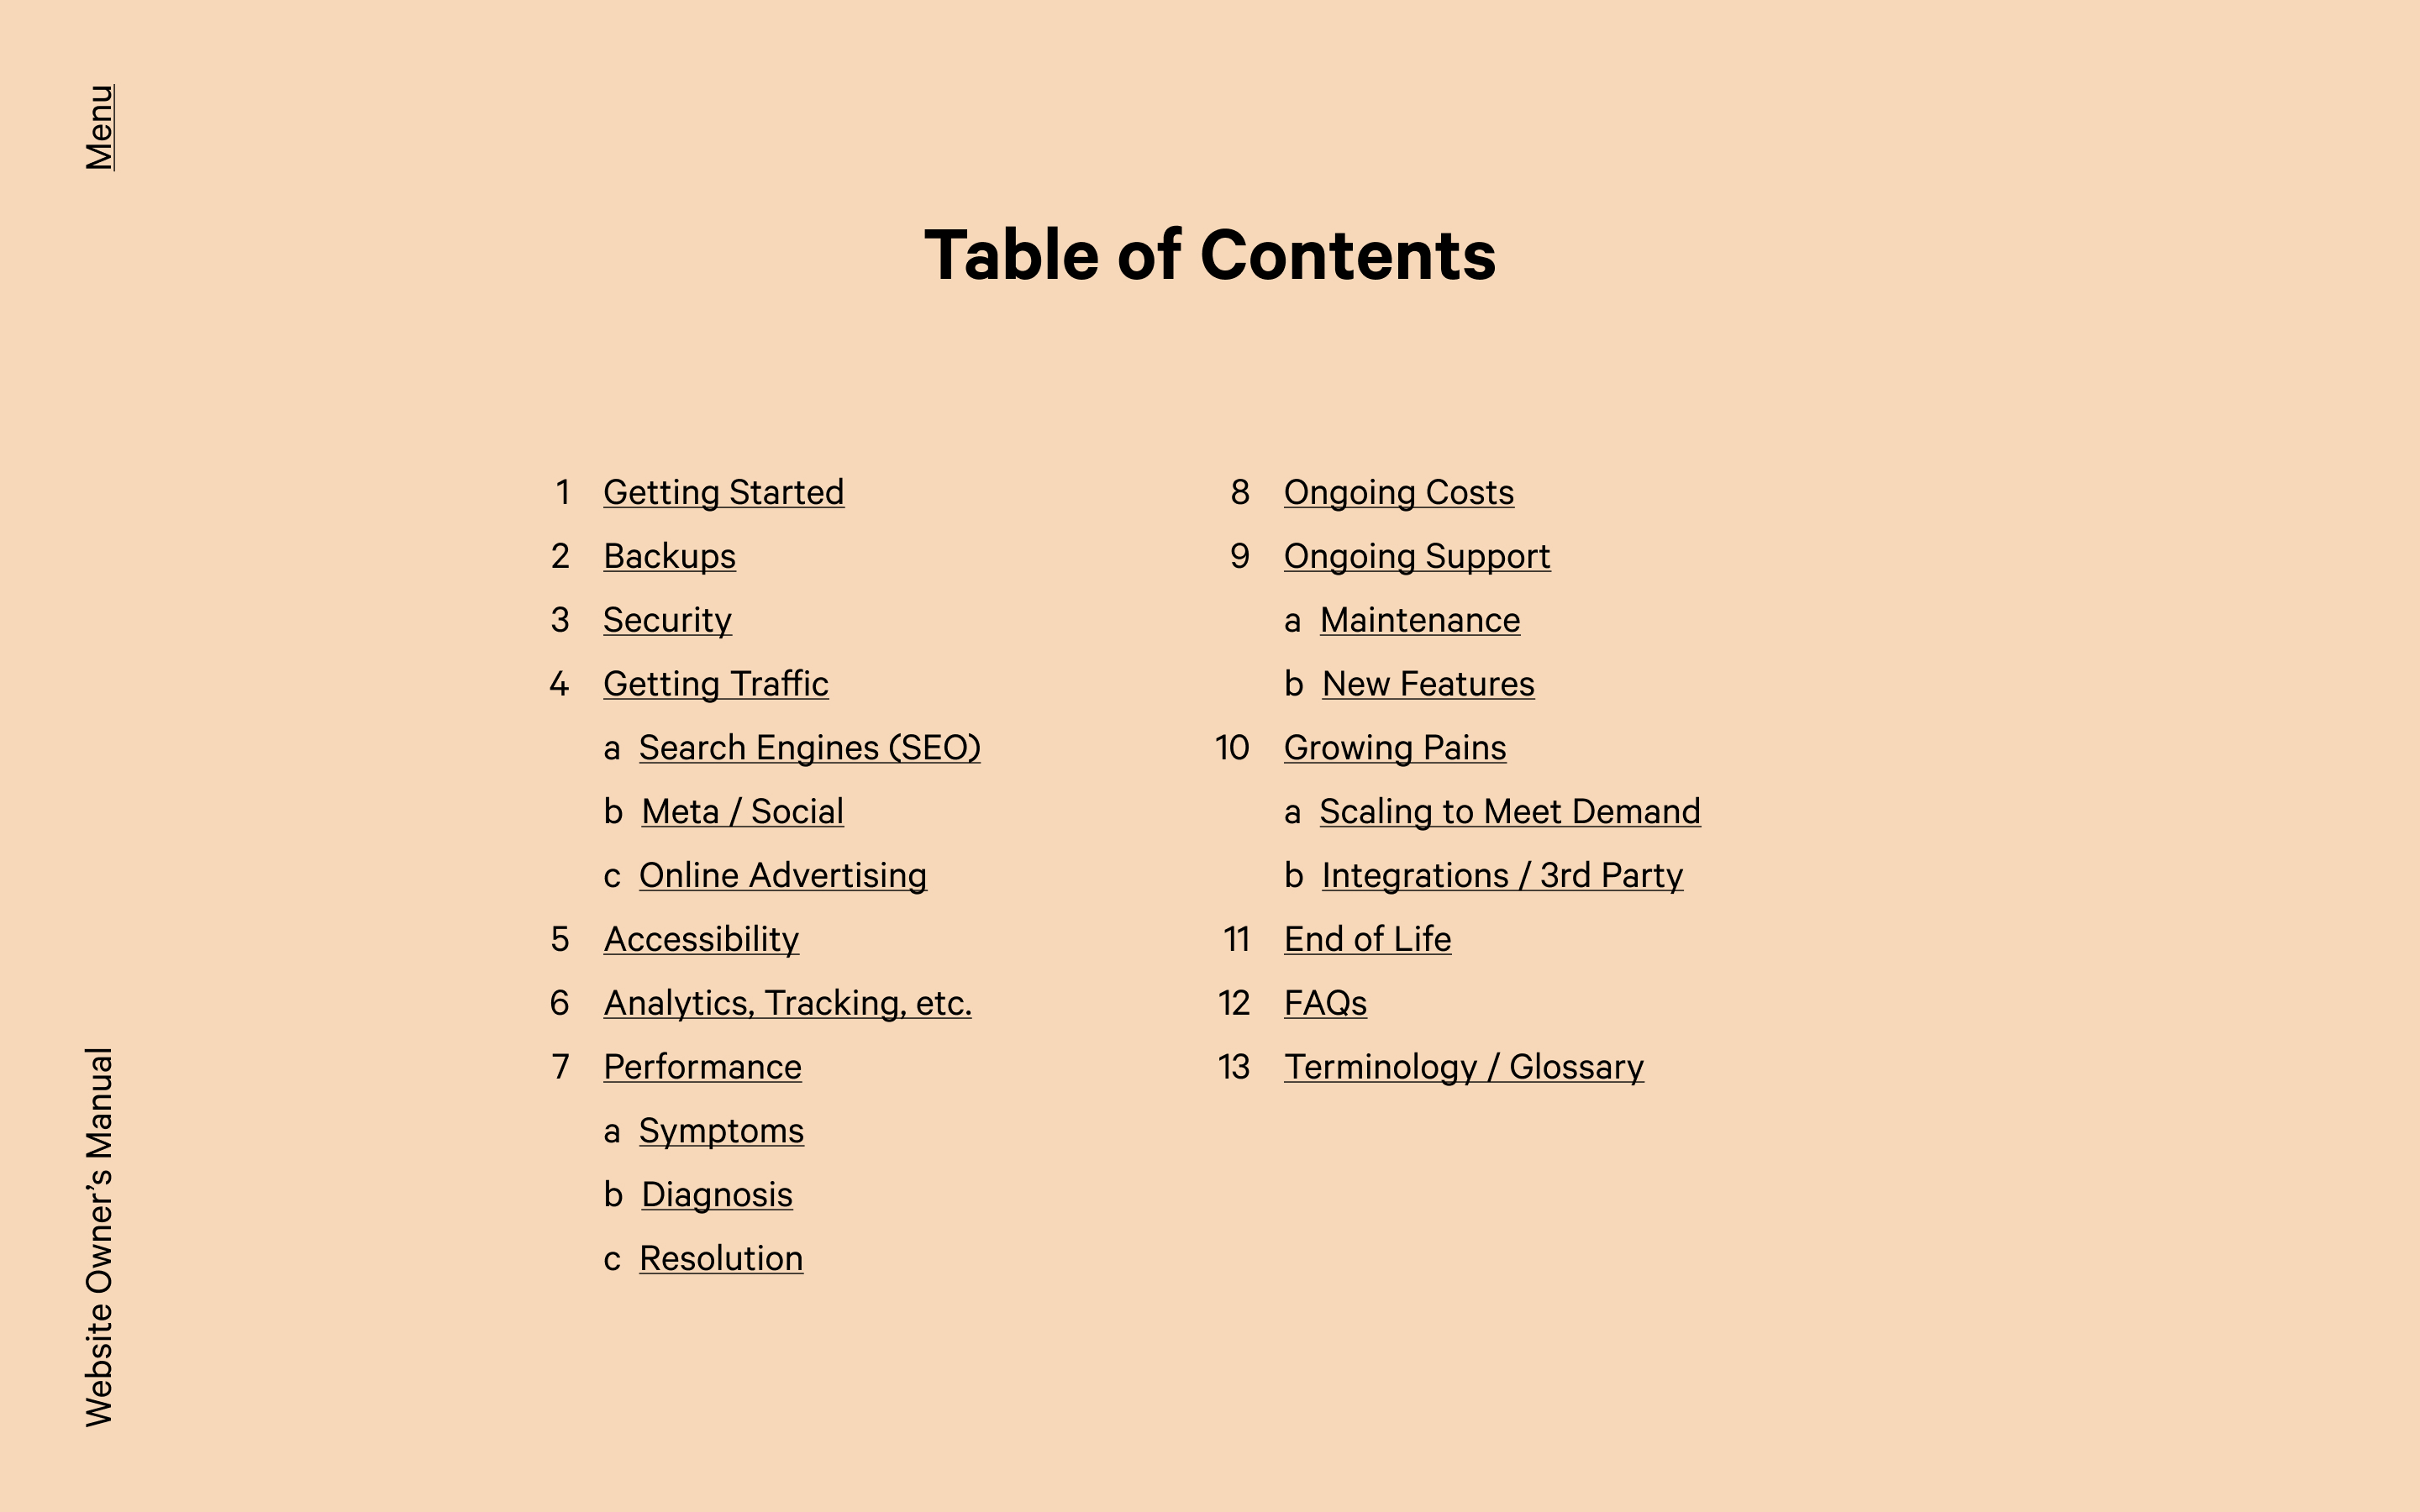 Menu
Table of Contents
1 Getting Started
2 Backups
3 Security
4 Getting Traffic
a Search Engines (SEO)
b Meta / Social
c Online Advertising
5 Accessibility
6 Analytics, Tracking, etc.
7 Performance
a Symptoms
b Diagnosis
c Resolution
8 Ongoing Costs
9 Ongoing Support
a Maintenance
b New Features
10 Growing Pains
a Scaling to Meet Demand
b Integrations / 3rd Party
11 End of Life
12 FAQs
13 Terminology / Glossary
Website Owner’s Manual